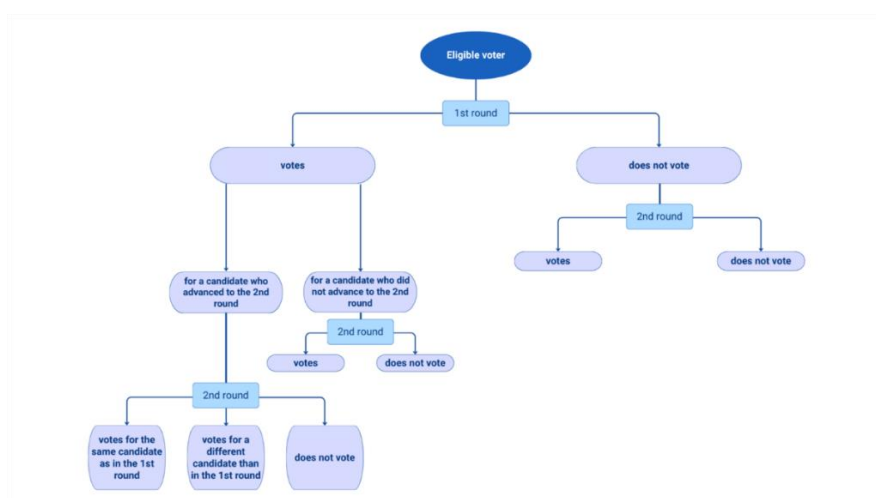 Eligible voter
1st round
votes
does not vote
2nd round
votes
does not vote
for a candidate who
advanced to the 2nd
round
for a candidate who did
not advance to the 2nd
round
2nd round
votes
does not vote
2nd round
votes for the
same candidate
as in the 1st
round
votes for a
different
candidate than
in the 1st round
does not vote